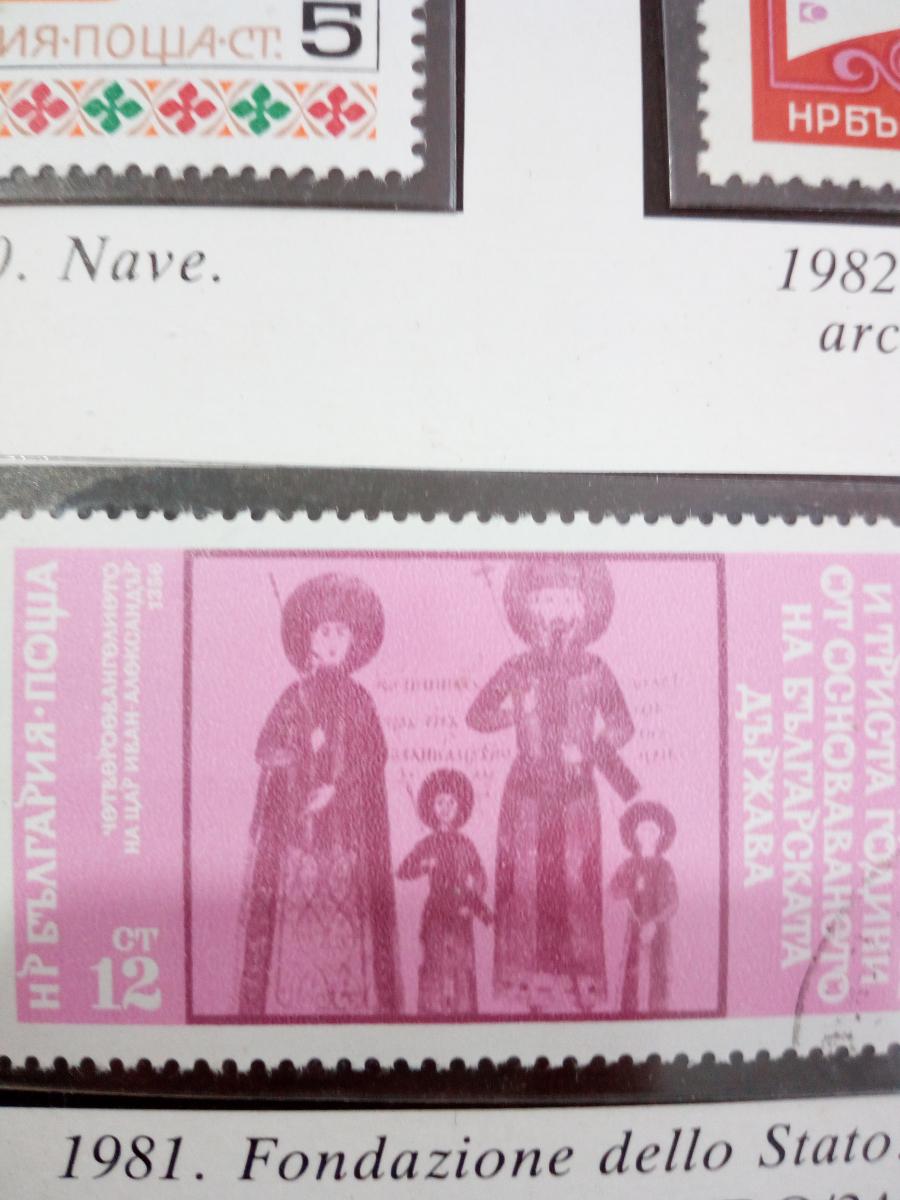 ИЯ·ПОЩА·СТ. 5
НРБЪ
). Nave.
1982
arc
НР БЪЛГАРИЯ·ПОЩА
ЧЕТВЕРОЕВАНГЕЛИЕТО
НА ЦАР ИВАН-АЛЕКСАНДЪР
1356
СТ
12
И ТРИСТА ГОДИНИ
ОТ ОСНОВАВАНЕТО
НА БЪЛГАРСКАТА
ДЪРЖАВА
1981. Fondazione dello Stato.